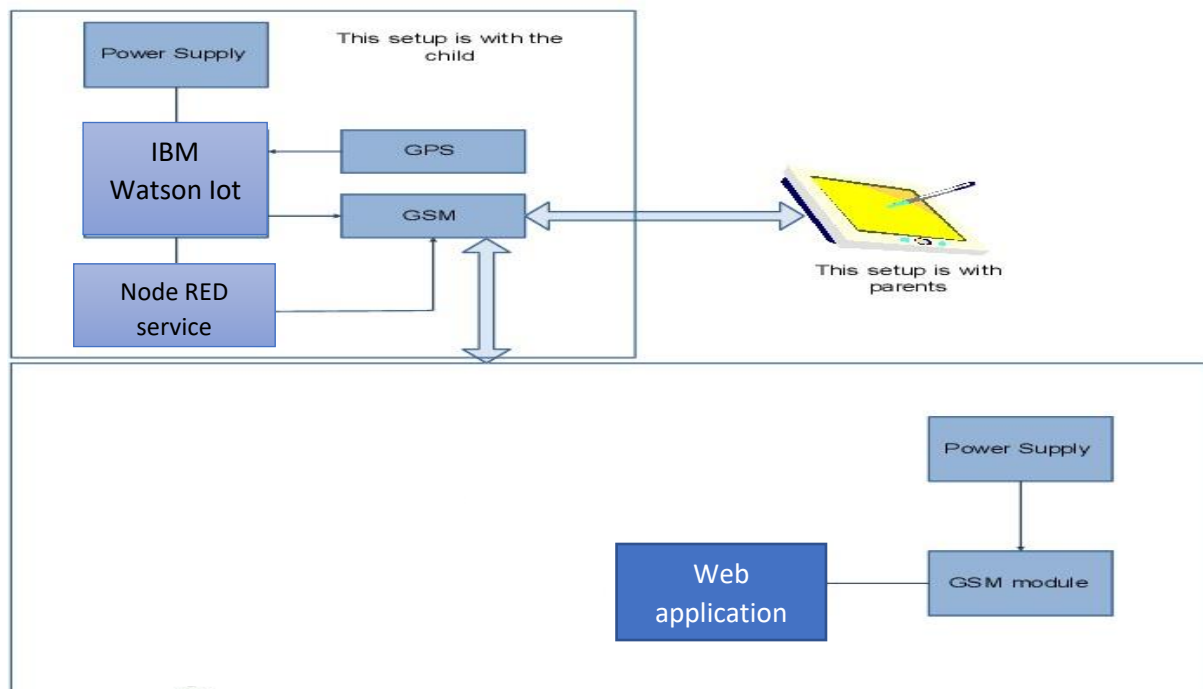 Power Supply
This setup is with the
child
IBM
Watson Iot
GPS
GSM
Node RED
service
This setup is with
parents
Power Supply
Web
application
GSM module